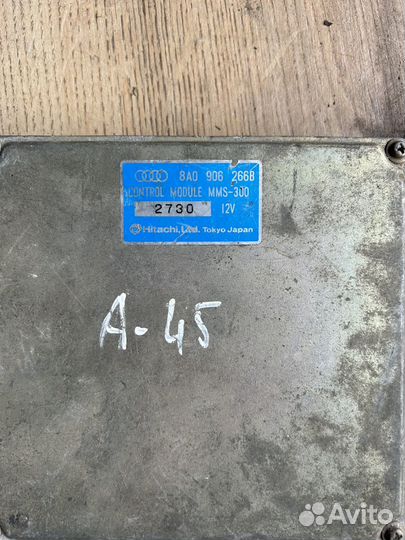 8A0 906 266B
CONTROL MODULE MMS-300
2730 12V
Hitachi, Ltd. Tokyo Japan
A-45
Avito